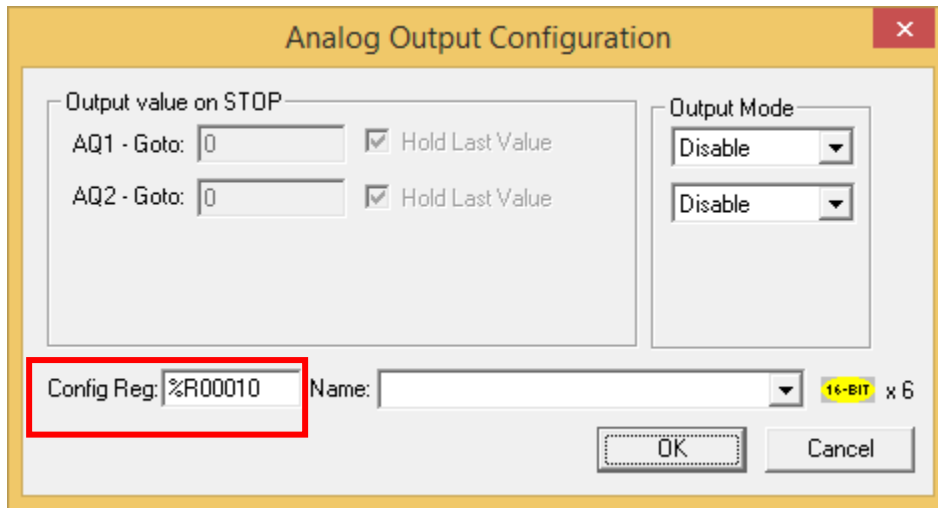 Analog Output Configuration
Output value on STOP
AQ1 - Goto: 0 Hold Last Value
AQ2 - Goto: 0 Hold Last Value
Output Mode
Disable
Disable
Config Reg: %R00010 Name: 16-BIT x 6
OK Cancel